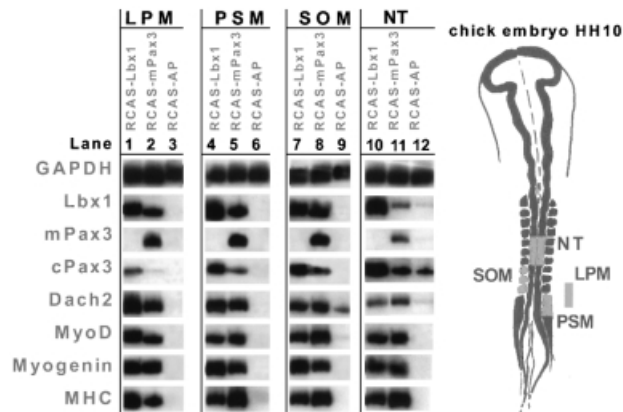 LPM PSM SOM NT
chick embryo HH10
RCAS-Lbx1 RCAS-mPax3 RCAS-AP RCAS-Lbx1 RCAS-mPax3 RCAS-AP RCAS-Lbx1 RCAS-mPax3 RCAS-AP RCAS-Lbx1 RCAS-mPax3 RCAS-AP
Lane 1 2 3 4 5 6 7 8 9 10 11 12
GAPDH
Lbx1
mPax3
cPax3
Dach2
MyoD
Myogenin
MHC
NT
SOM LPM
PSM